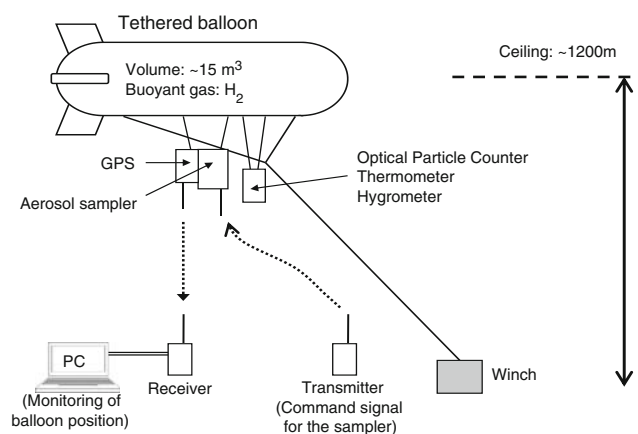 Tethered balloon
Ceiling: ~1200m
Volume: ~15 m3
Buoyant gas: H2
GPS
Aerosol sampler
Optical Particle Counter
Thermometer
Hygrometer
PC
(Monitoring of
balloon position)
Receiver
Transmitter
(Command signal
for the sampler)
Winch